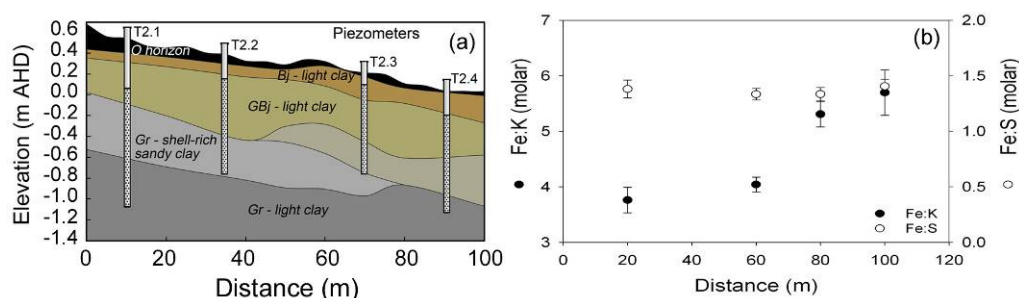 Piezometers
(a)
T2.1
T2.2
T2.3
T2.4
O horizon
Bj - light clay
GBj - light clay
Gr - shell-rich
sandy clay
Gr - light clay
Elevation (m AHD)
0.6
0.4
0.2
0.0
-0.2
-0.4
-0.6
-0.8
-1.0
-1.2
-1.4
0 20 40 60 80 100
Distance (m)
(b)
Fe:K (molar)
7
6
5
4
3
2.0
1.5
1.0
0.5
0.0
Fe:S (molar)
Fe:K
Fe:S
0 20 40 60 80 100 120
Distance (m)